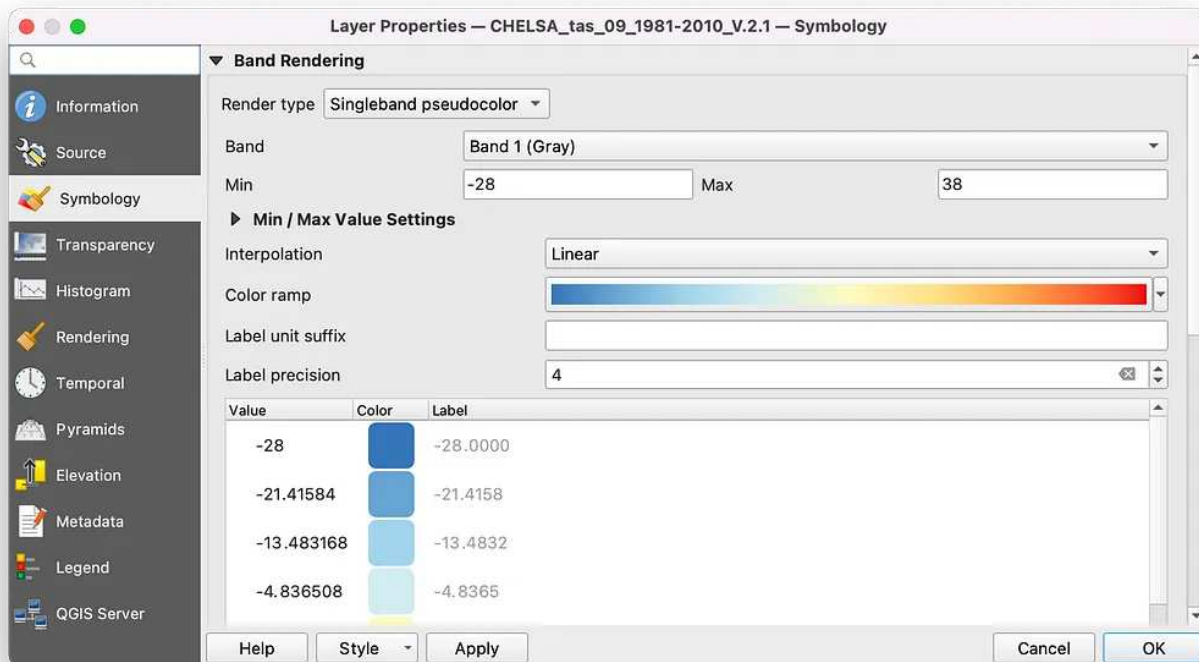 Layer Properties — CHELSA_tas_09_1981-2010_V.2.1 — Symbology
Information
Source
Symbology
Transparency
Histogram
Rendering
Temporal
Pyramids
Elevation
Metadata
Legend
QGIS Server
Band Rendering
Render type Singleband pseudocolor
Band Band 1 (Gray)
Min -28 Max 38
Min / Max Value Settings
Interpolation Linear
Color ramp
Label unit suffix
Label precision 4
Value Color Label
-28 -28.0000
-21.41584 -21.4158
-13.483168 -13.4832
-4.836508 -4.8365
Help Style Apply Cancel OK